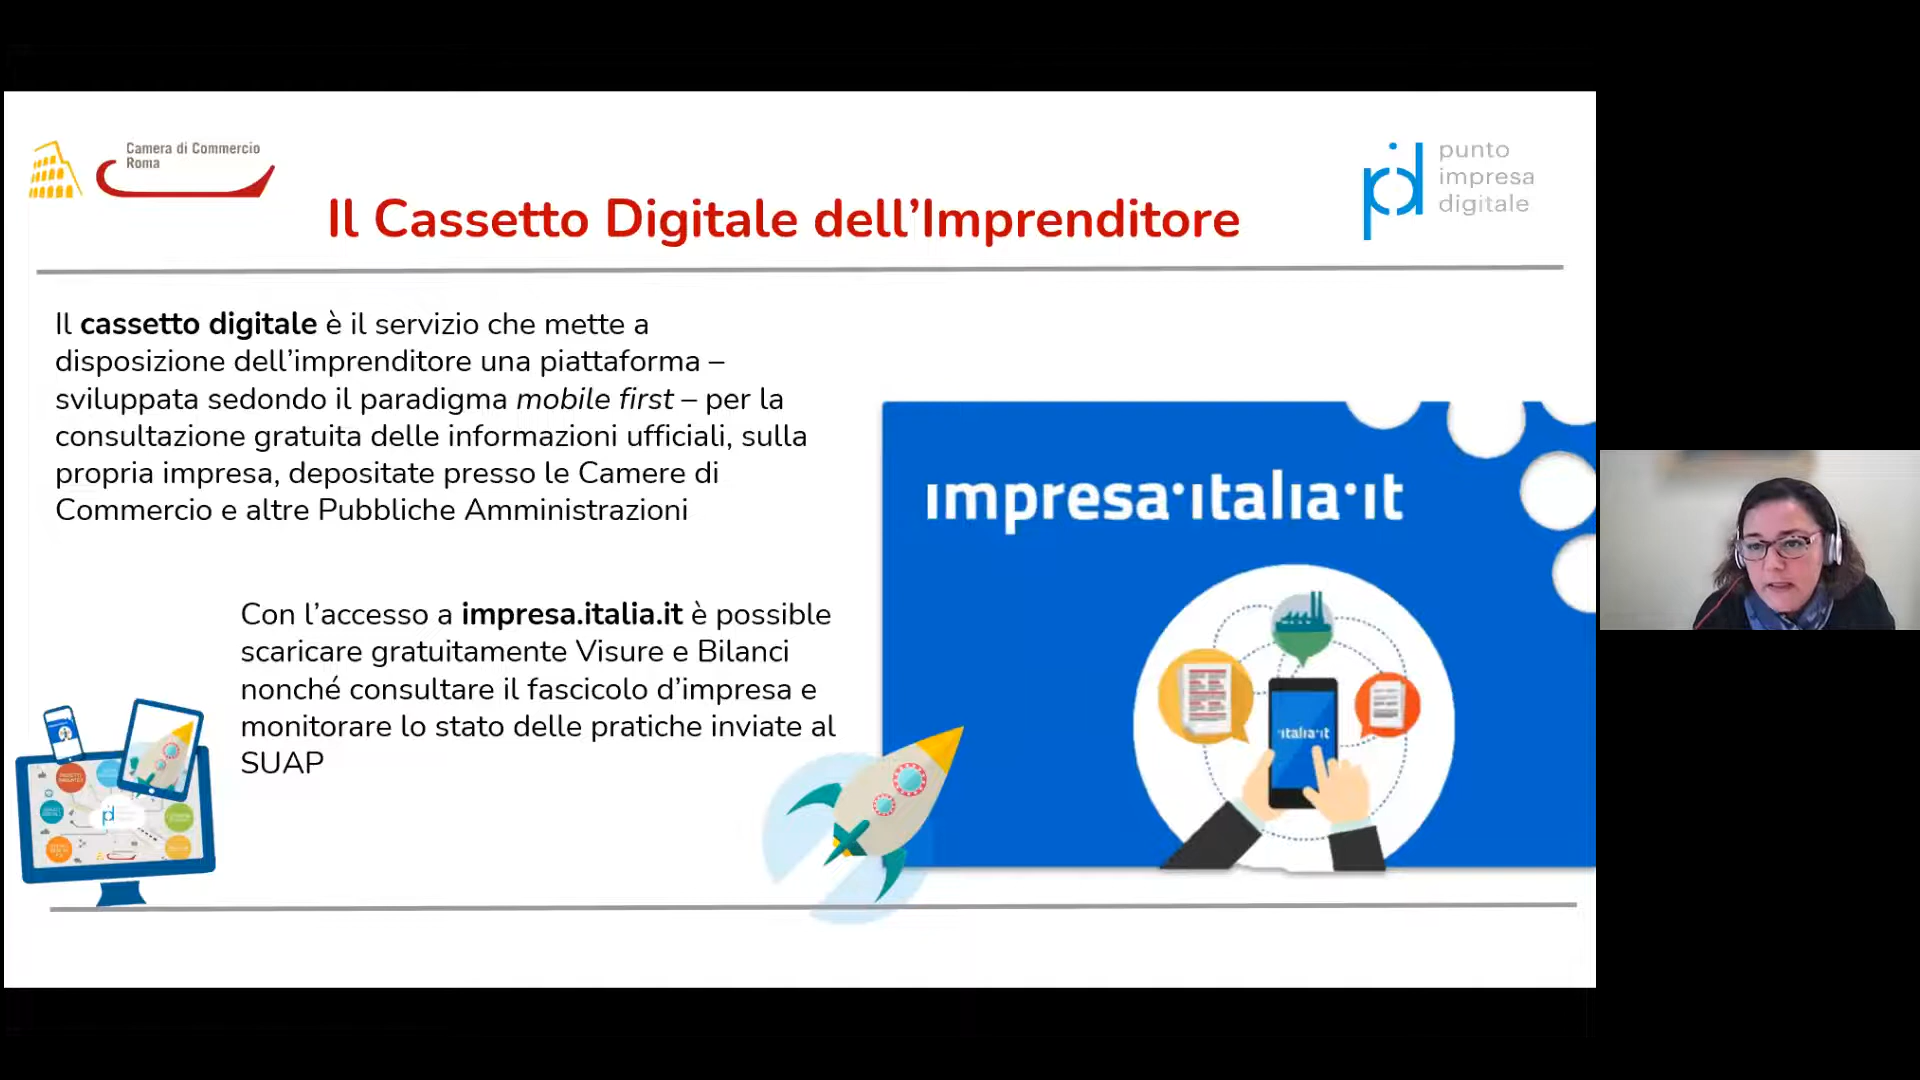 Camera di Commercio
Roma
punto
impresa
digitale
Il Cassetto Digitale dell’Imprenditore
Il cassetto digitale è il servizio che mette a
disposizione dell’imprenditore una piattaforma –
sviluppata sedondo il paradigma mobile first – per la
consultazione gratuita delle informazioni ufficiali, sulla
propria impresa, depositate presso le Camere di
Commercio e altre Pubbliche Amministrazioni
impresa.italia.it
Con l’accesso a impresa.italia.it è possible
scaricare gratuitamente Visure e Bilanci
nonché consultare il fascicolo d’impresa e
monitorare lo stato delle pratiche inviate al
SUAP
italia.it